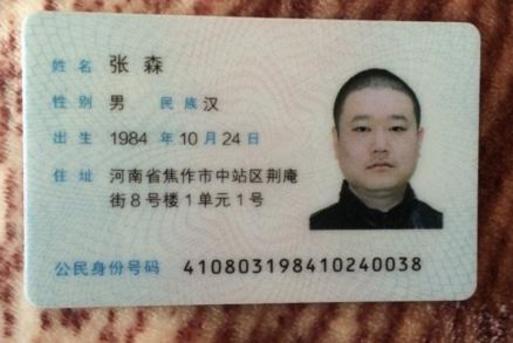 姓名 张森
性别 男 民族 汉
出生 1984 年 10 月 24 日
住址 河南省焦作市中站区荆庵
街8号楼1单元1号
公民身份号码 410803198410240038